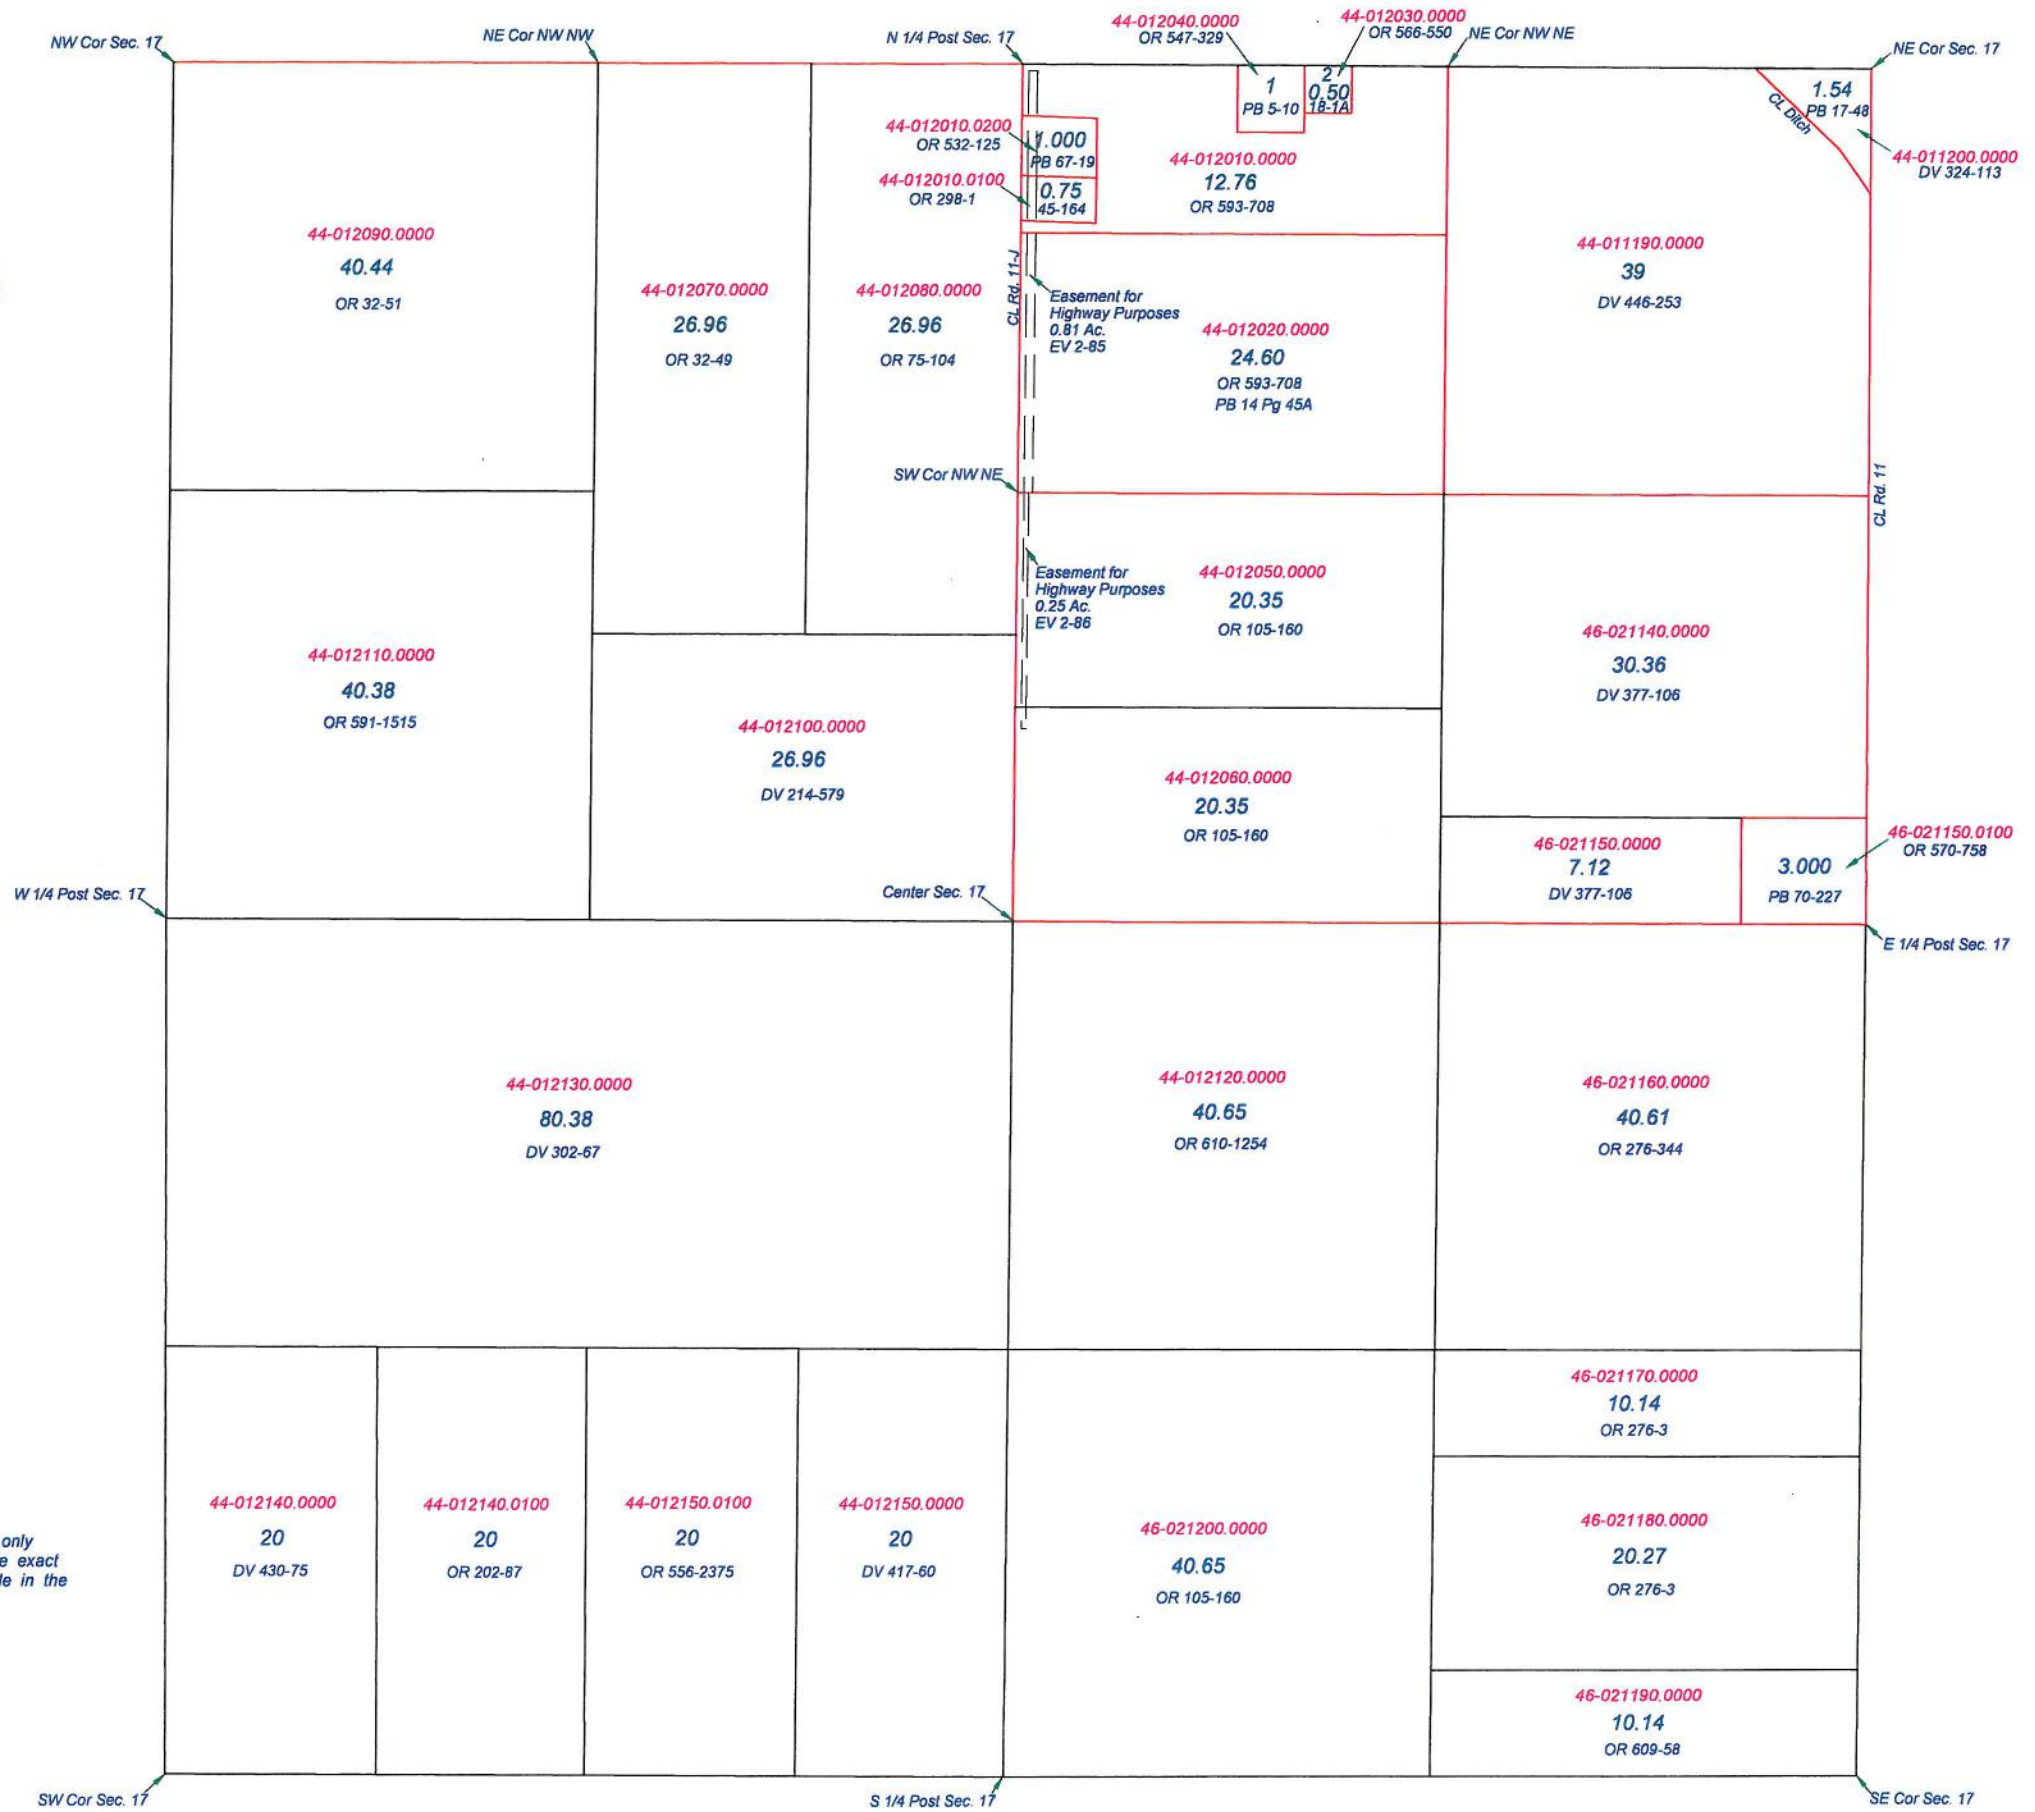 44-012040.0000
OR 547-329
44-012030.0000
OR 566-550
NW Cor Sec. 17
NE Cor NW NW
N 1/4 Post Sec. 17
NE Cor NW NE
NE Cor Sec. 17
1
PB 5-10
2
0.50
18-1A
1.54
PB 17-48
CL Ditch
44-011200.0000
DV 324-113
44-012010.0200
OR 532-125
1.000
PB 67-19
44-012010.0100
OR 298-1
0.75
45-164
44-012010.0000
12.76
OR 593-708
44-012090.0000
40.44
OR 32-51
44-012070.0000
26.96
OR 32-49
44-012080.0000
26.96
OR 75-104
CL Rd. 11-J
Easement for
Highway Purposes
0.81 Ac.
EV 2-85
44-012020.0000
24.60
OR 593-708
PB 14 Pg 45A
44-011190.0000
39
DV 446-253
SW Cor NW NE
CL Rd. 11
Easement for
Highway Purposes
0.25 Ac.
EV 2-86
44-012050.0000
20.35
OR 105-160
46-021140.0000
30.36
DV 377-106
44-012110.0000
40.38
OR 591-1515
44-012100.0000
26.96
DV 214-579
44-012060.0000
20.35
OR 105-160
46-021150.0000
7.12
DV 377-106
3.000
PB 70-227
46-021150.0100
OR 570-758
W 1/4 Post Sec. 17
Center Sec. 17
E 1/4 Post Sec. 17
44-012130.0000
80.38
DV 302-67
44-012120.0000
40.65
OR 610-1254
46-021160.0000
40.61
OR 276-344
46-021170.0000
10.14
OR 276-3
44-012140.0000
20
DV 430-75
44-012140.0100
20
OR 202-87
44-012150.0100
20
OR 556-2375
44-012150.0000
20
DV 417-60
46-021200.0000
40.65
OR 105-160
46-021180.0000
20.27
OR 276-3
46-021190.0000
10.14
OR 609-58
only
e exact
le in the
SW Cor Sec. 17
S 1/4 Post Sec. 17
SE Cor Sec. 17